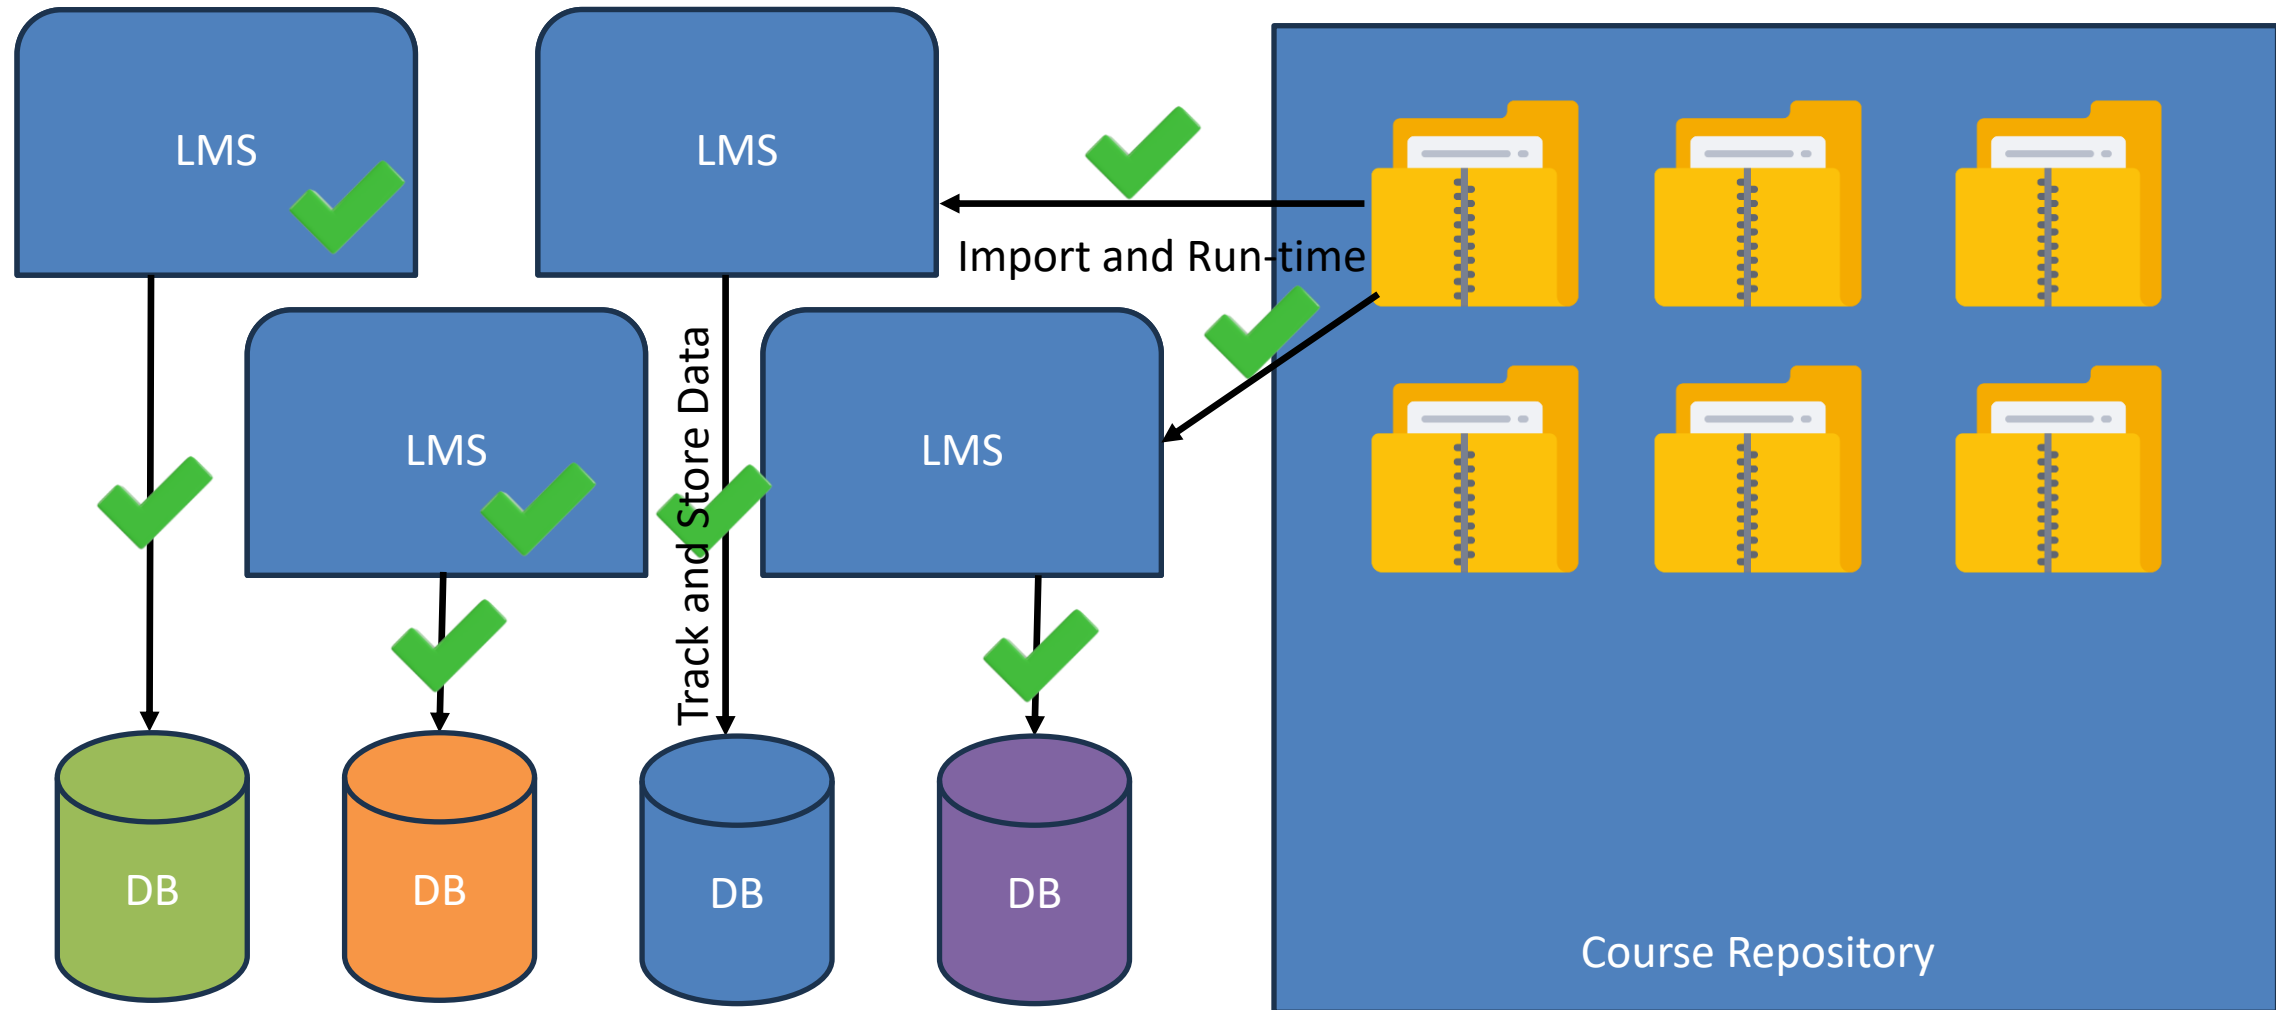 LMS
LMS
Import and Run-time
LMS
LMS
Track and Store Data
DB
DB
DB
DB
Course Repository